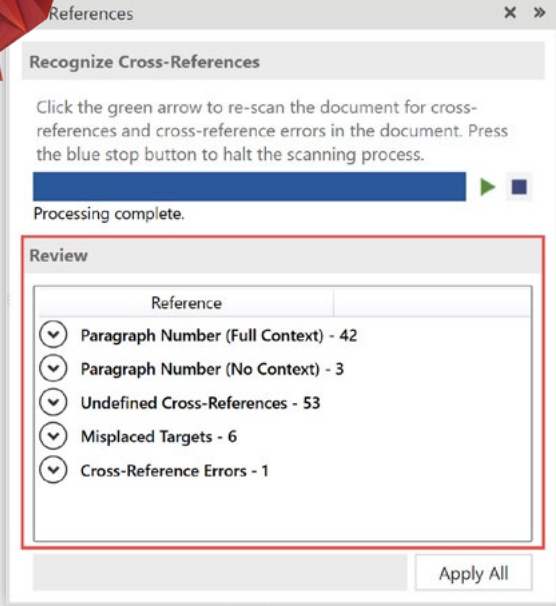 References
Recognize Cross-References
Click the green arrow to re-scan the document for cross-
references and cross-reference errors in the document. Press
the blue stop button to halt the scanning process.
Processing complete.
Review
Reference
Paragraph Number (Full Context) - 42
Paragraph Number (No Context) - 3
Undefined Cross-References - 53
Misplaced Targets - 6
Cross-Reference Errors - 1
Apply All